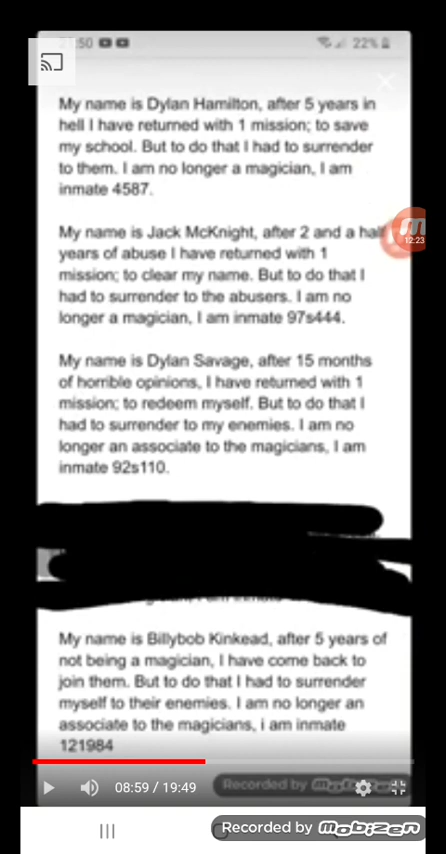 :50
22%
My name is Dylan Hamilton, after 5 years in
hell I have returned with 1 mission; to save
my school. But to do that I had to surrender
to them. I am no longer a magician, I am
inmate 4587.
My name is Jack McKnight, after 2 and a half
years of abuse I have returned with 1
mission; to clear my name. But to do that I
had to surrender to the abusers. I am no
longer a magician, I am inmate 97s444.
12:23
My name is Dylan Savage, after 15 months
of horrible opinions, I have returned with 1
mission; to redeem myself. But to do that I
had to surrender to my enemies. I am no
longer an associate to the magicians, I am
inmate 92s110.
My name is Billybob Kinkead, after 5 years of
not being a magician, I have come back to
join them. But to do that I had to surrender
myself to their enemies. I am no longer an
associate to the magicians, i am inmate
121984
08:59 / 19:49
Recorded by
Recorded by mobizen